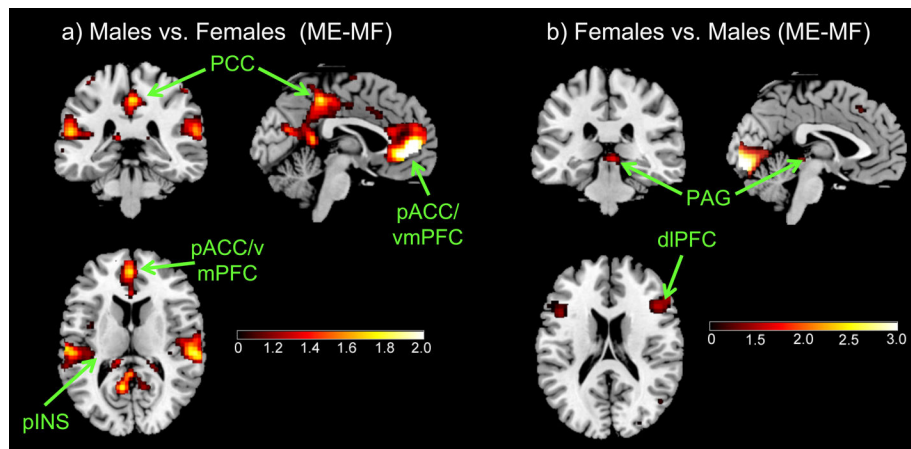 a) Males vs. Females (ME-MF)
PCC
pACC/
vmPFC
pACC/v
mPFC
pINS
0 1.2 1.4 1.6 1.8 2.0
b) Females vs. Males (ME-MF)
PAG
dlPFC
0 1.5 2.0 2.5 3.0